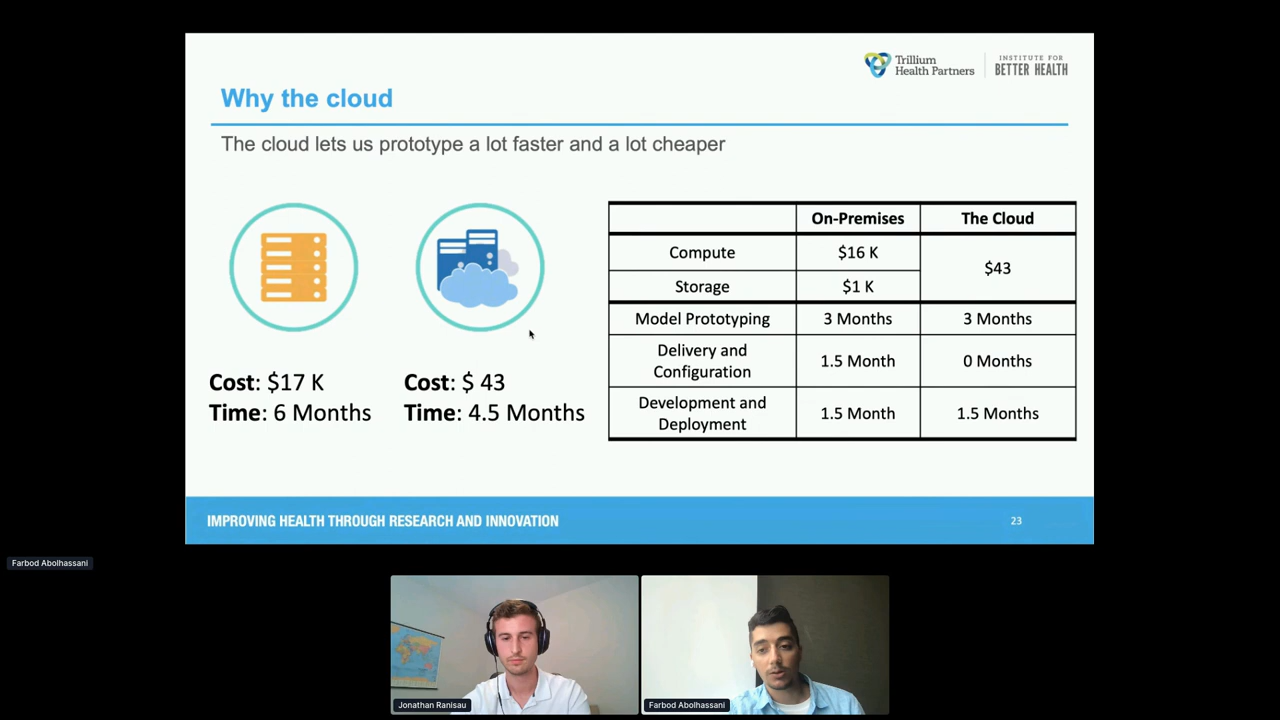 Trillium
Health Partners
INSTITUTE FOR
BETTER HEALTH
Why the cloud
The cloud lets us prototype a lot faster and a lot cheaper
Cost: $17 K
Time: 6 Months
Cost: $ 43
Time: 4.5 Months
On-Premises The Cloud
Compute $16 K $43
Storage $1 K
Model Prototyping 3 Months 3 Months
Delivery and
Configuration 1.5 Month 0 Months
Development and
Deployment 1.5 Month 1.5 Months
IMPROVING HEALTH THROUGH RESEARCH AND INNOVATION 23
Farbod Abolhassani
Jonathan Ranisau
Farbod Abolhassani